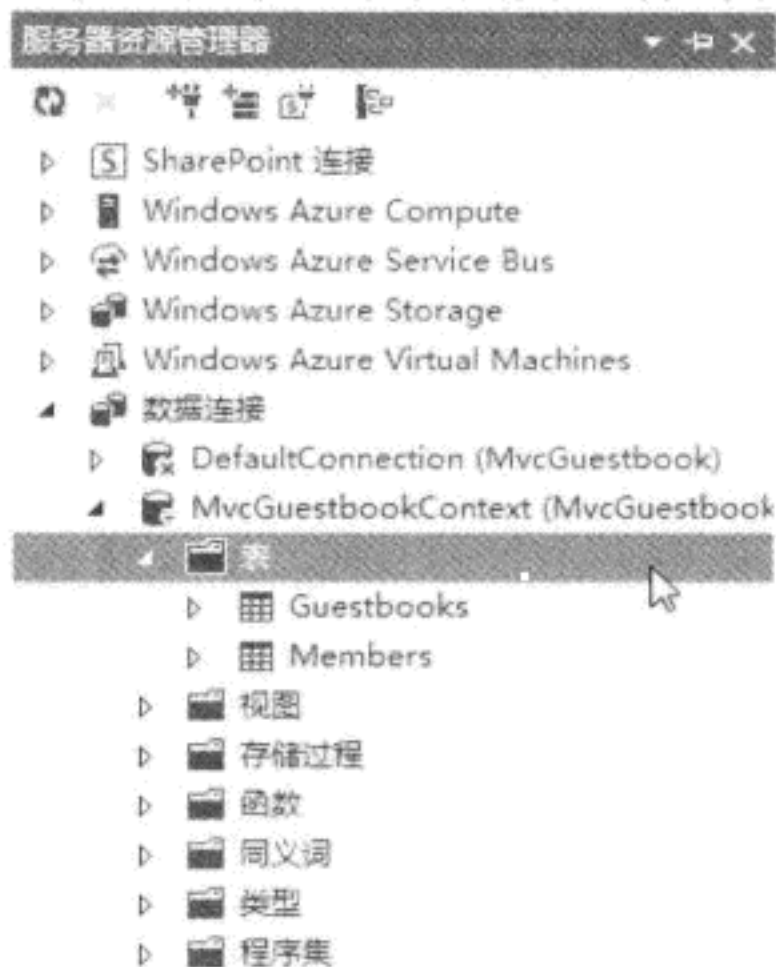 服务器资源管理器
SharePoint 连接
Windows Azure Compute
Windows Azure Service Bus
Windows Azure Storage
Windows Azure Virtual Machines
数据连接
DefaultConnection (MvcGuestbook)
MvcGuestbookContext (MvcGuestbook
表
Guestbooks
Members
视图
存储过程
函数
同义词
类型
程序集